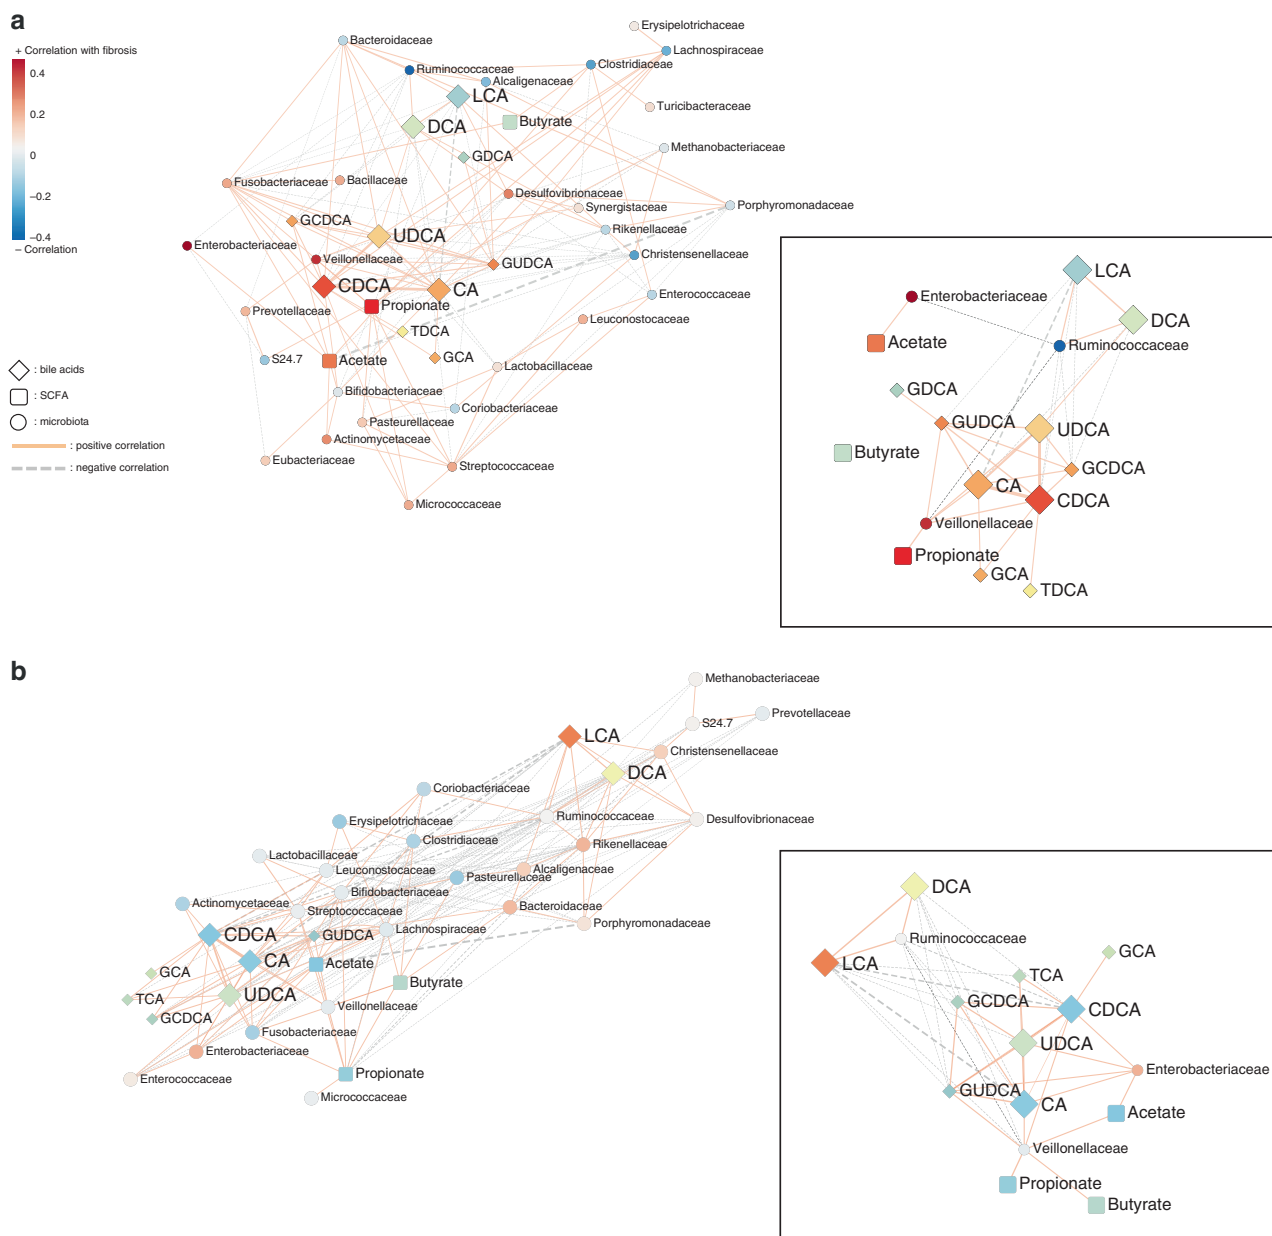 a
+ Correlation with fibrosis
0.4
0.2
0
−0.2
−0.4
− Correlation
: bile acids
: SCFA
: microbiota
: positive correlation
: negative correlation
Erysipelotrichaceae
Bacteroidaceae
Lachnospiraceae
Clostridiaceae
Ruminococcaceae
Alcaligenaceae
LCA
Turicibacteraceae
Butyrate
DCA
Methanobacteriaceae
GDCA
Fusobacteriaceae
Bacillaceae
Desulfovibrionaceae
Synergistaceae
Porphyromonadaceae
GCDCA
Rikenellaceae
UDCA
Enterobacteriaceae
Veillonellaceae
Christensenellaceae
GUDCA
CDCA
CA
Enterococcaceae
Propionate
Prevotellaceae
Leuconostocaceae
TDCA
S24.7
Acetate
GCA
Lactobacillaceae
Bifidobacteriaceae
Coriobacteriaceae
Pasteurellaceae
Actinomycetaceae
Eubacteriaceae
Streptococcaceae
Micrococcaceae
LCA
Enterobacteriaceae
DCA
Acetate
Ruminococcaceae
GDCA
GUDCA
UDCA
Butyrate
GCDCA
CA
CDCA
Veillonellaceae
Propionate
GCA
TDCA
b
Methanobacteriaceae
Prevotellaceae
S24.7
LCA
Christensenellaceae
DCA
Coriobacteriaceae
Ruminococcaceae
Desulfovibrionaceae
Erysipelotrichaceae
Clostridiaceae
Rikenellaceae
Lactobacillaceae
Leuconostocaceae
Alcaligenaceae
Pasteurellaceae
Bifidobacteriaceae
Actinomycetaceae
Streptococcaceae
Bacteroidaceae
Porphyromonadaceae
Lachnospiraceae
CDCA
GUDCA
CA
Acetate
GCA
Butyrate
TCA
UDCA
Veillonellaceae
GCDCA
Fusobacteriaceae
Enterobacteriaceae
Propionate
Enterococcaceae
Micrococcaceae
DCA
Ruminococcaceae
GCA
LCA
TCA
GCDCA
CDCA
UDCA
Enterobacteriaceae
GUDCA
CA
Acetate
Veillonellaceae
Propionate
Butyrate